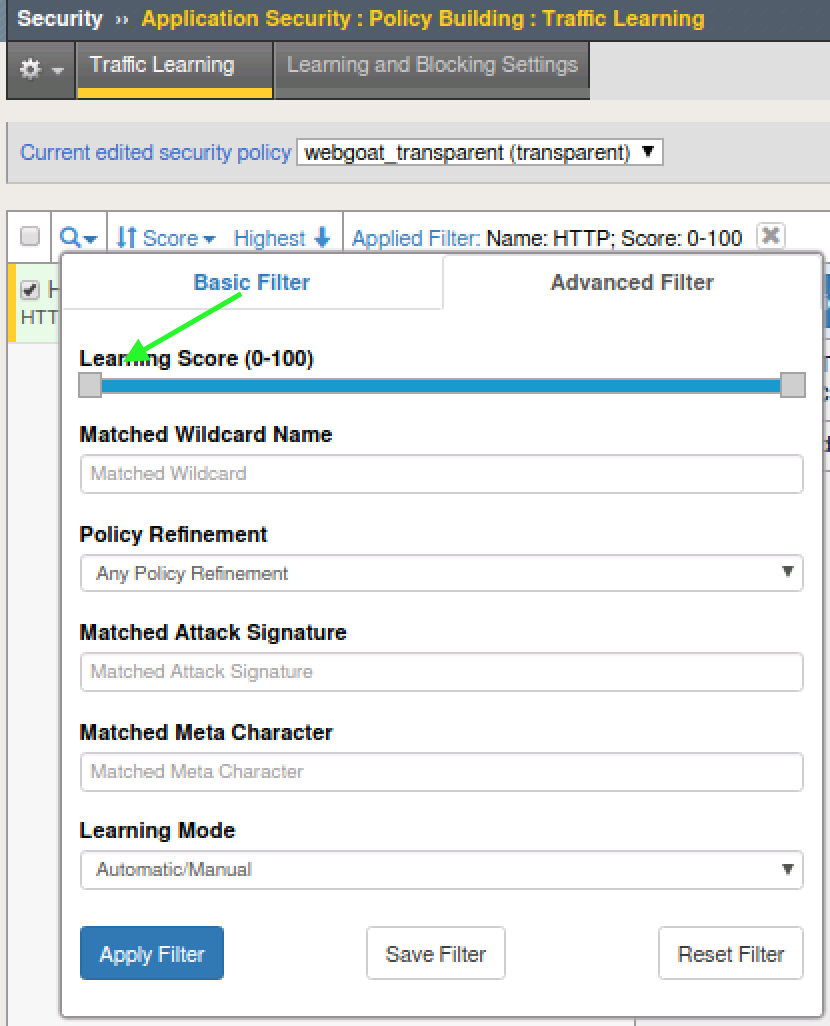 Security ›› Application Security : Policy Building : Traffic Learning
Traffic Learning Learning and Blocking Settings
Current edited security policy webgoat_transparent (transparent)
Score Highest Applied Filter: Name: HTTP; Score: 0-100
Basic Filter Advanced Filter
HTT
Learning Score (0-100)
Matched Wildcard Name
Matched Wildcard
Policy Refinement
Any Policy Refinement
Matched Attack Signature
Matched Attack Signature
Matched Meta Character
Matched Meta Character
Learning Mode
Automatic/Manual
Apply Filter Save Filter Reset Filter